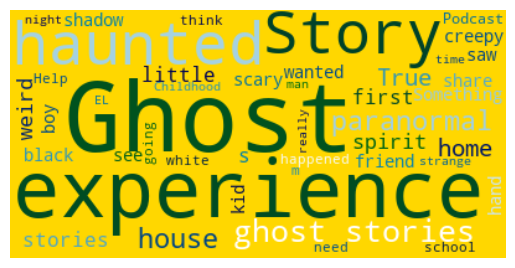 night
shadow
think
Podcast
haunted
Story
creepy
saw
time
Help
little
scary
wanted
True
share
weird
boy
EL
Childhood
man
first
Something
Ghost
paranormal
black
see
going
white
s
friend
really
spirit
home
happened
strange
m
experience
kid
hand
stories
house
ghost stories
need
school